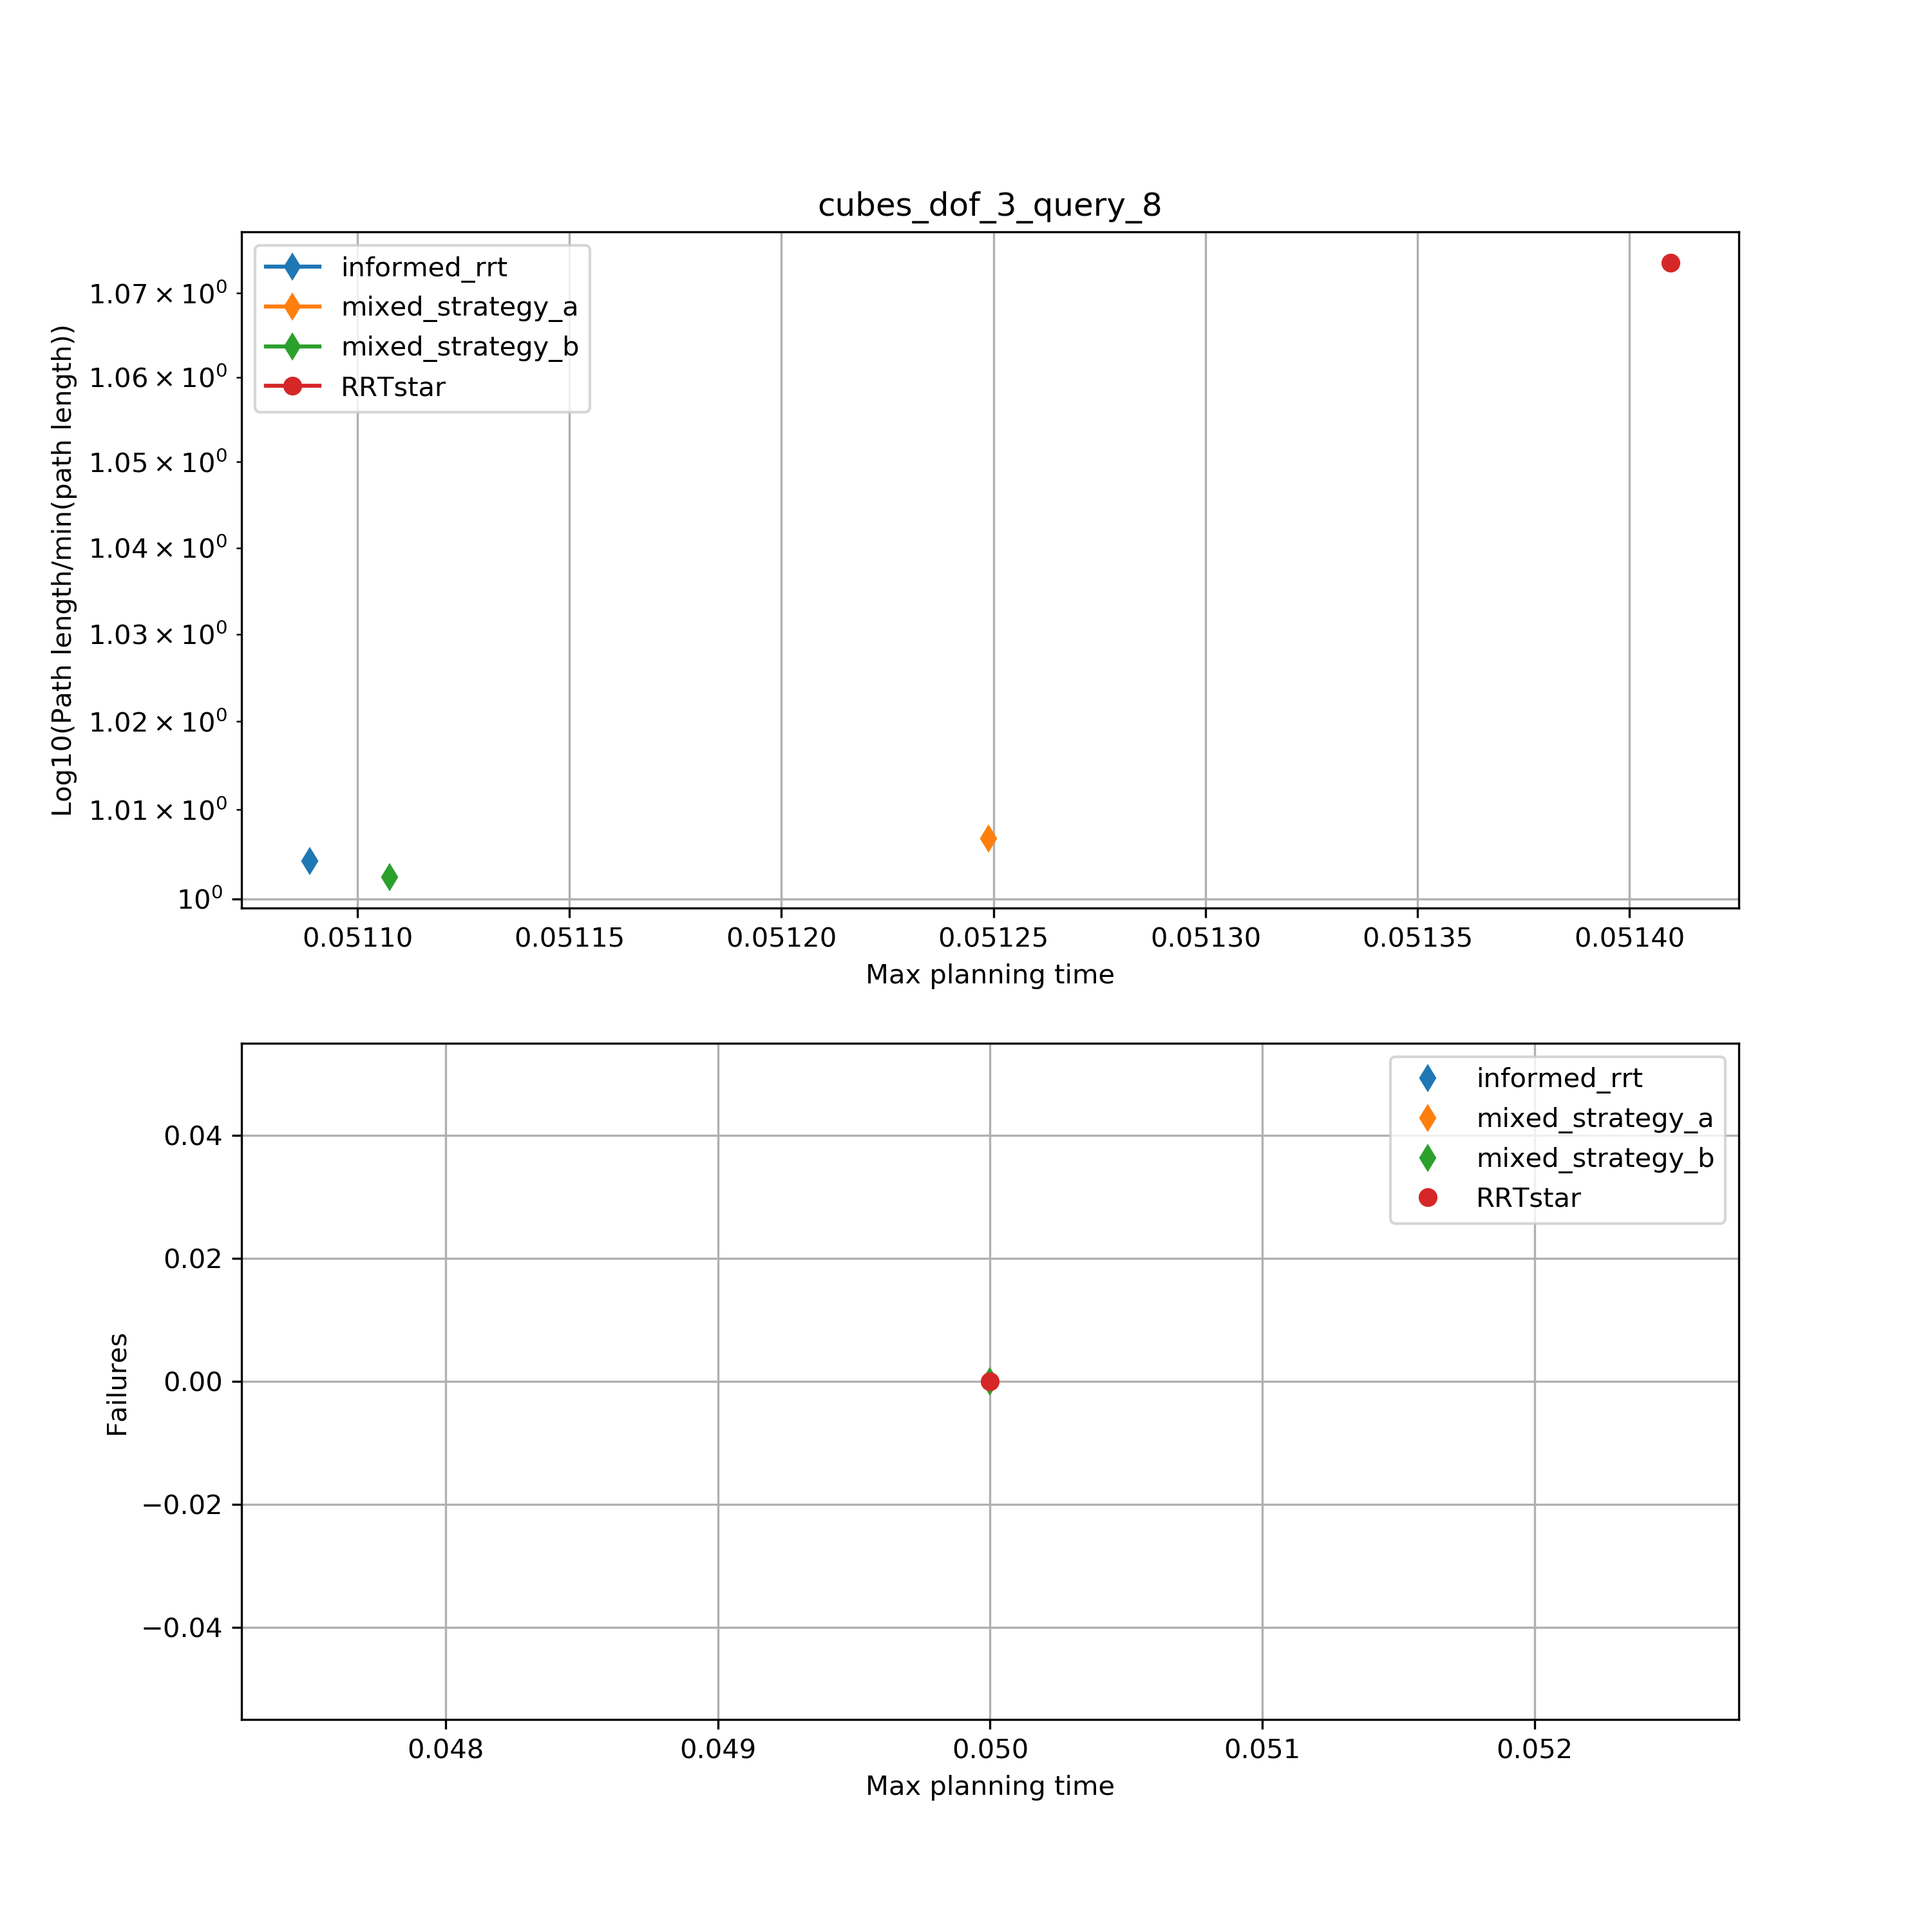 cubes_dof_3_query_8
informed_rrt
mixed_strategy_a
mixed_strategy_b
RRTstar
Log10(Path length/min(path length))
1.07 × 10⁰
1.06 × 10⁰
1.05 × 10⁰
1.04 × 10⁰
1.03 × 10⁰
1.02 × 10⁰
1.01 × 10⁰
10⁰
0.05110 0.05115 0.05120 0.05125 0.05130 0.05135 0.05140
Max planning time
informed_rrt
mixed_strategy_a
mixed_strategy_b
RRTstar
Failures
0.04
0.02
0.00
−0.02
−0.04
0.048 0.049 0.050 0.051 0.052
Max planning time